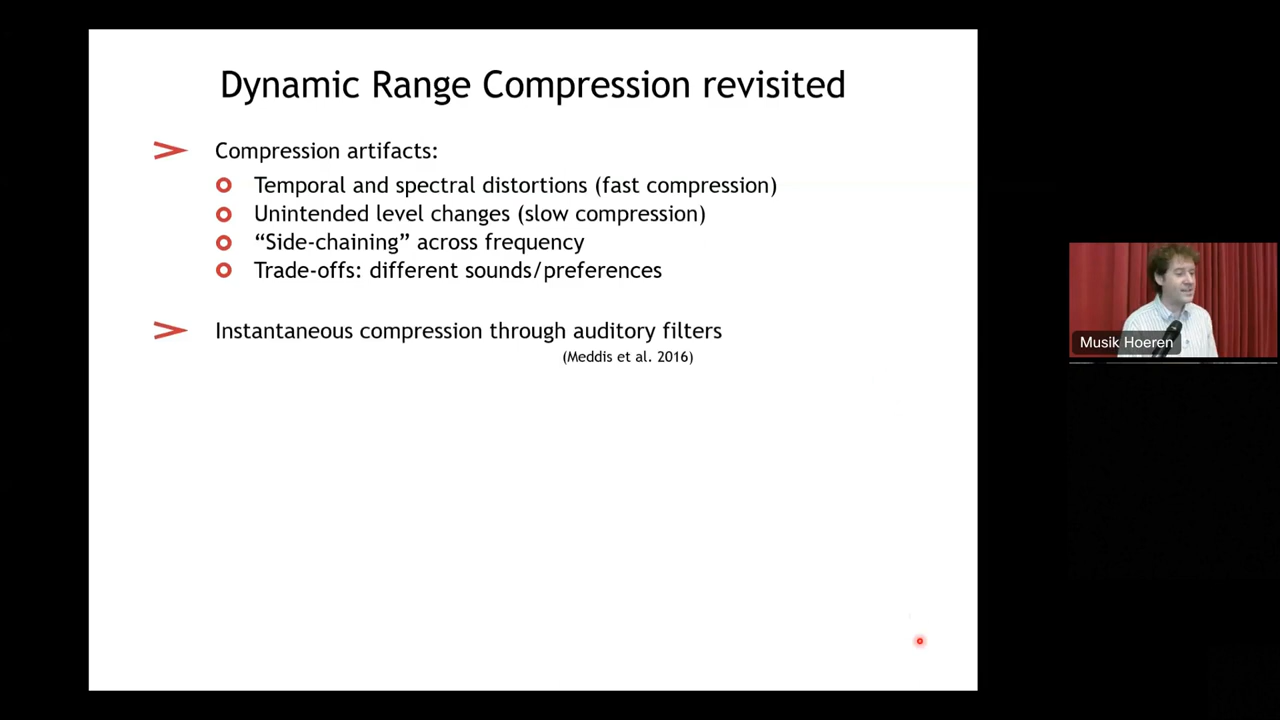 Dynamic Range Compression revisited
Compression artifacts:
Temporal and spectral distortions (fast compression)
Unintended level changes (slow compression)
“Side-chaining” across frequency
Trade-offs: different sounds/preferences
Instantaneous compression through auditory filters
(Meddis et al. 2016)
Musik Hoeren